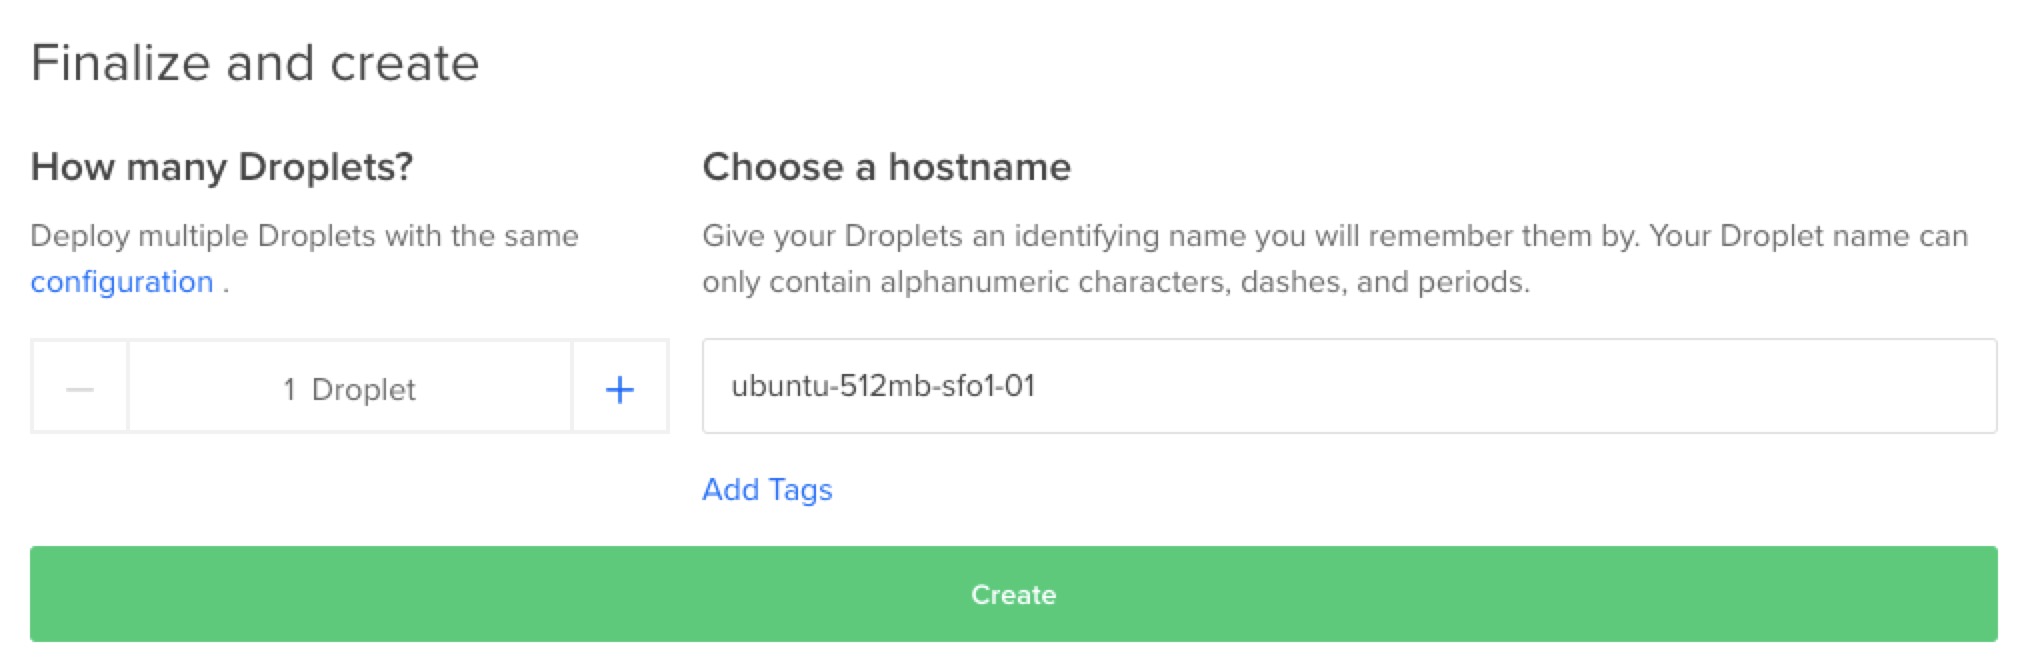 Finalize and create
How many Droplets?
Deploy multiple Droplets with the same
configuration .
1 Droplet
Choose a hostname
Give your Droplets an identifying name you will remember them by. Your Droplet name can
only contain alphanumeric characters, dashes, and periods.
ubuntu-512mb-sfo1-01
Add Tags
Create